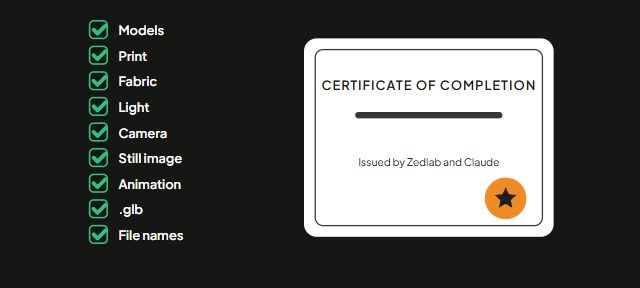 Models
Print
Fabric
Light
Camera
Still image
Animation
.glb
File names
CERTIFICATE OF COMPLETION
Issued by Zedlab and Claude